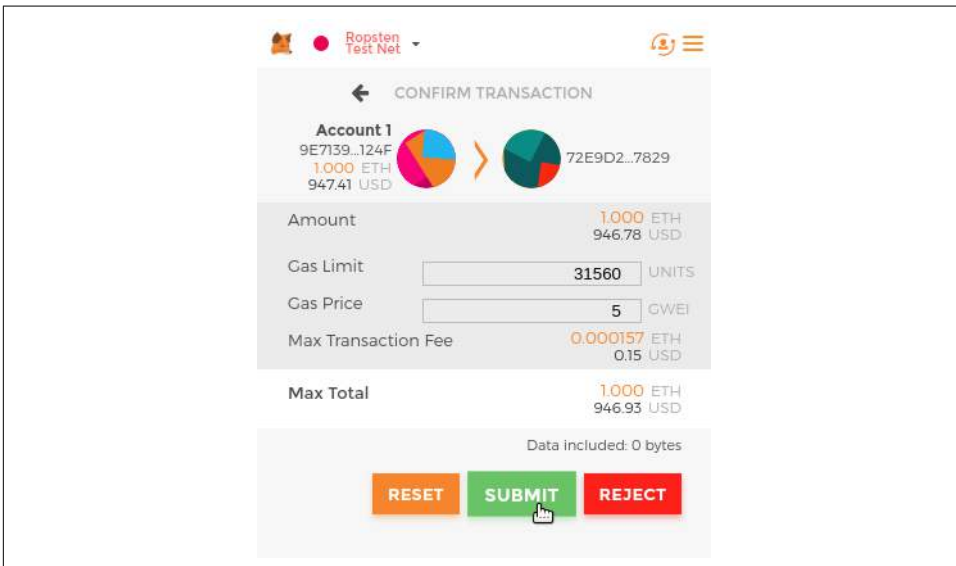 Ropsten
Test Net
CONFIRM TRANSACTION
Account 1
9E7139...124F
1.000 ETH
947.41 USD
72E9D2...7829
Amount 1.000 ETH
946.78 USD
Gas Limit 31560 UNITS
Gas Price 5 GWEI
Max Transaction Fee 0.000157 ETH
0.15 USD
Max Total 1.000 ETH
946.93 USD
Data included: 0 bytes
RESET SUBMIT REJECT